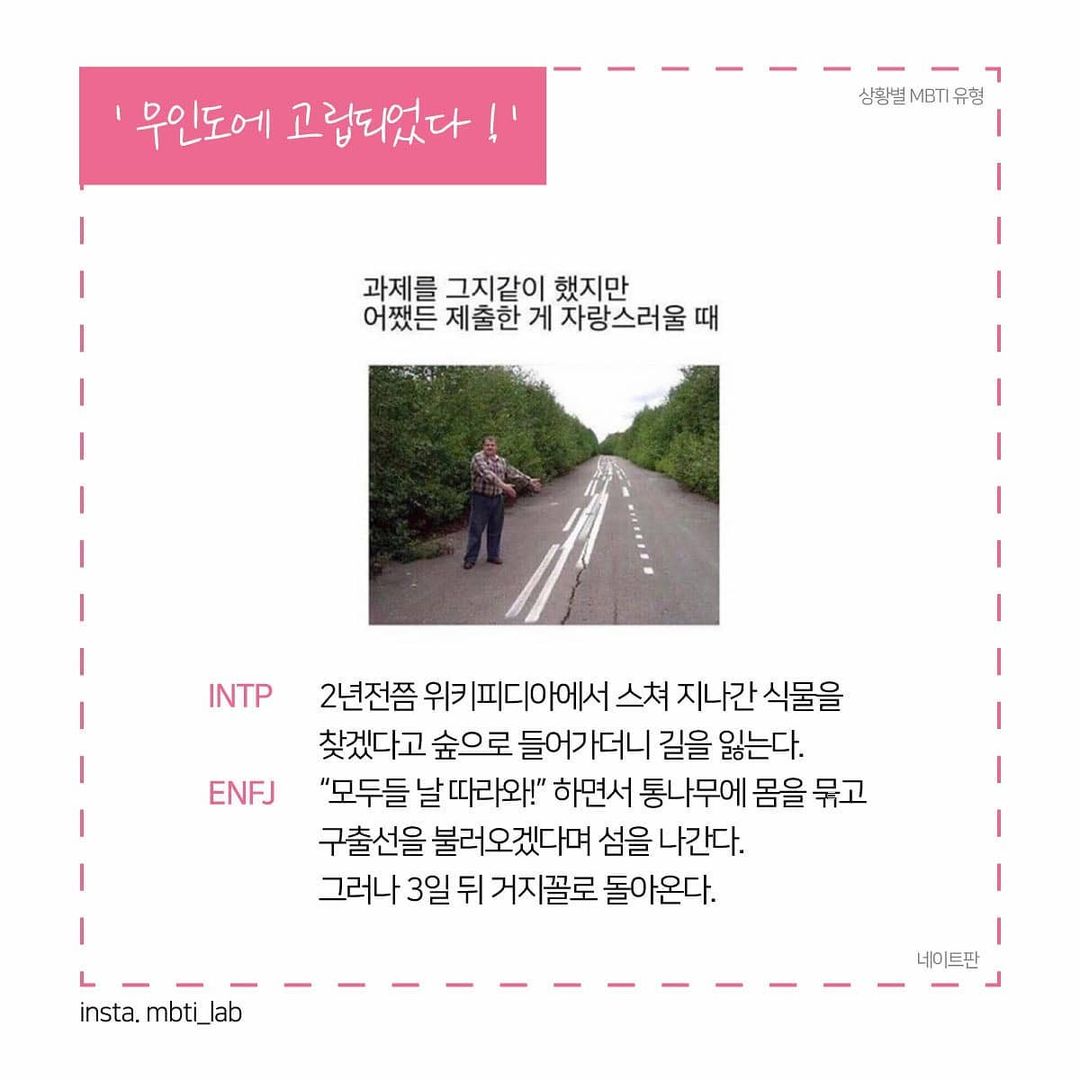 ' 무인도에 고립되었다 ! '
상황별 MBTI 유형
과제를 그지같이 했지만
어쨌든 제출한 게 자랑스러울 때
INTP 2년전쯤 위키피디아에서 스쳐 지나간 식물을
찾겠다고 숲으로 들어가더니 길을 잃는다.
ENFJ “모두들 날 따라와!” 하면서 통나무에 몸을 묶고
구출선을 불러오겠다며 섬을 나간다.
그러나 3일 뒤 거지꼴로 돌아온다.
네이트판
insta. mbti_lab